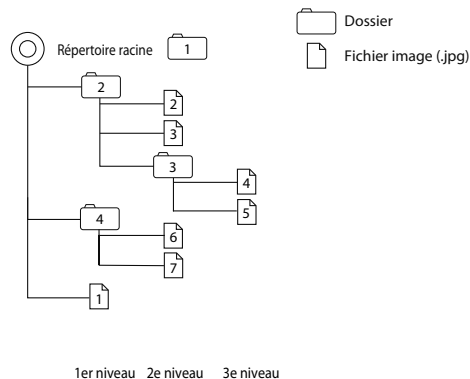 Dossier
Répertoire racine 1
Fichier image (.jpg)
2
2
3
3
4
5
4
6
7
1
1er niveau 2e niveau 3e niveau